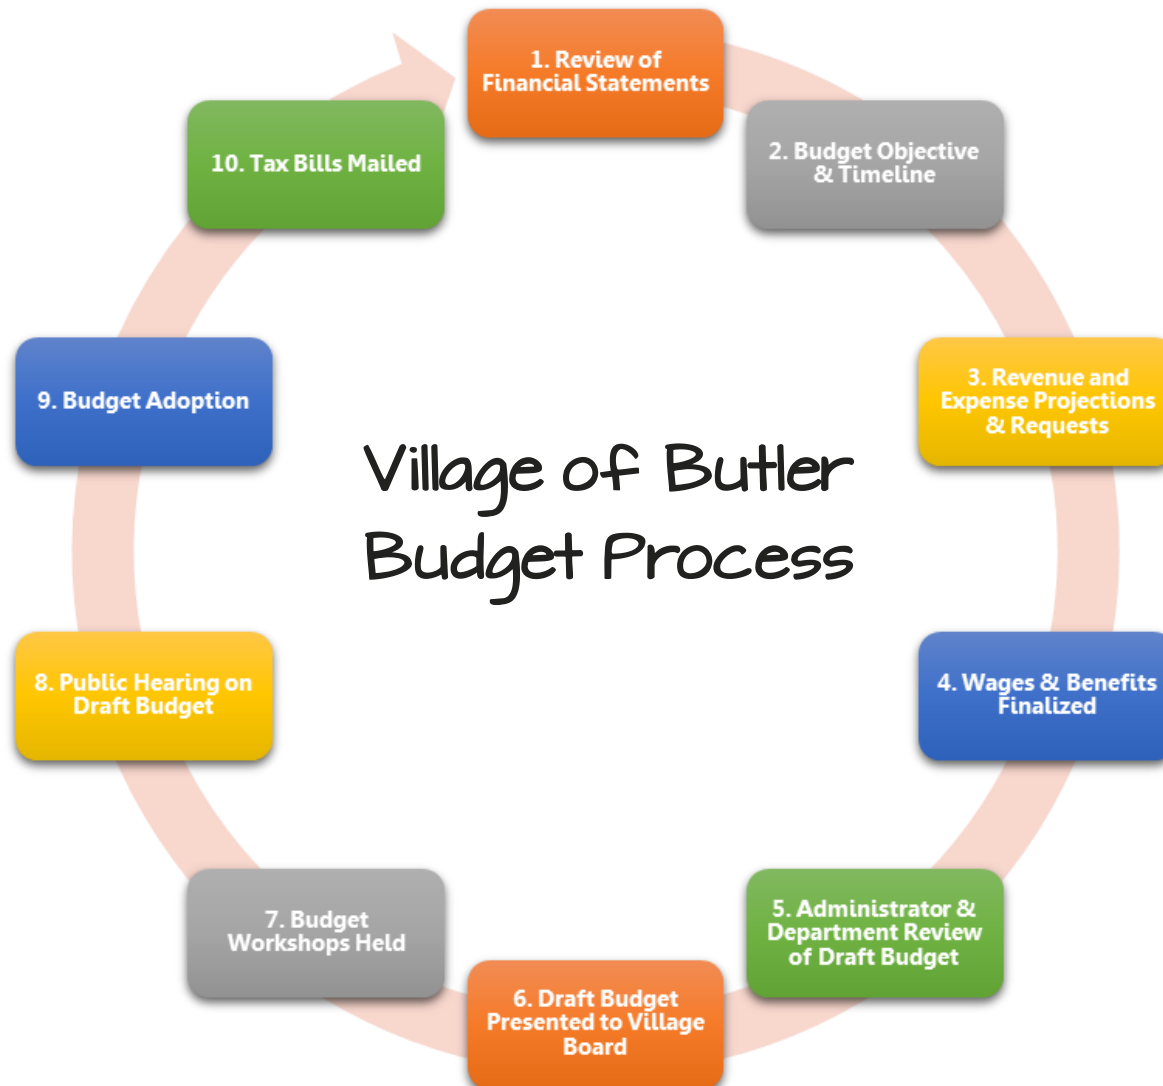 1. Review of
Financial Statements
2. Budget Objective
& Timeline
3. Revenue and
Expense Projections
& Requests
4. Wages & Benefits
Finalized
5. Administrator &
Department Review
of Draft Budget
6. Draft Budget
Presented to Village
Board
7. Budget
Workshops Held
8. Public Hearing on
Draft Budget
9. Budget Adoption
10. Tax Bills Mailed
Village of Butler
Budget Process